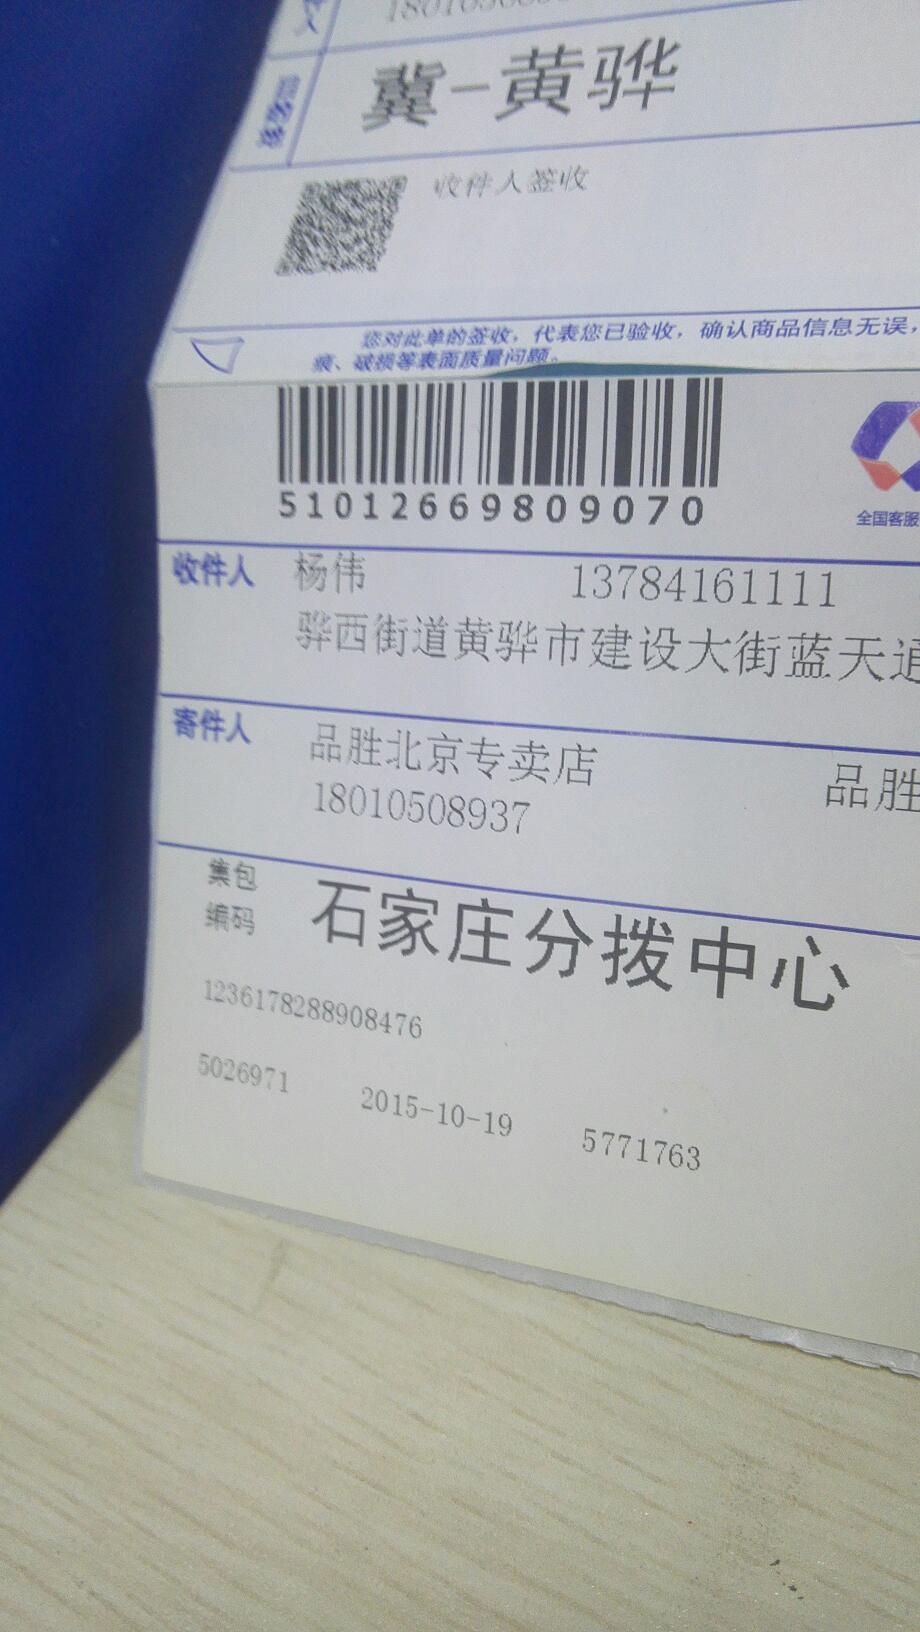 件人
冀-黄骅
收件人签收
您对此单的签收，代表您已验收，确认商品信息无误，
痕、破损等表面质量问题。
51012669809070
全国客服
收件人 杨伟 13784161111
骅西街道黄骅市建设大街蓝天通
寄件人 品胜北京专卖店 品胜
18010508937
集包
编码 石家庄分拨中心
1236178288908476
5026971 2015-10-19 5771763